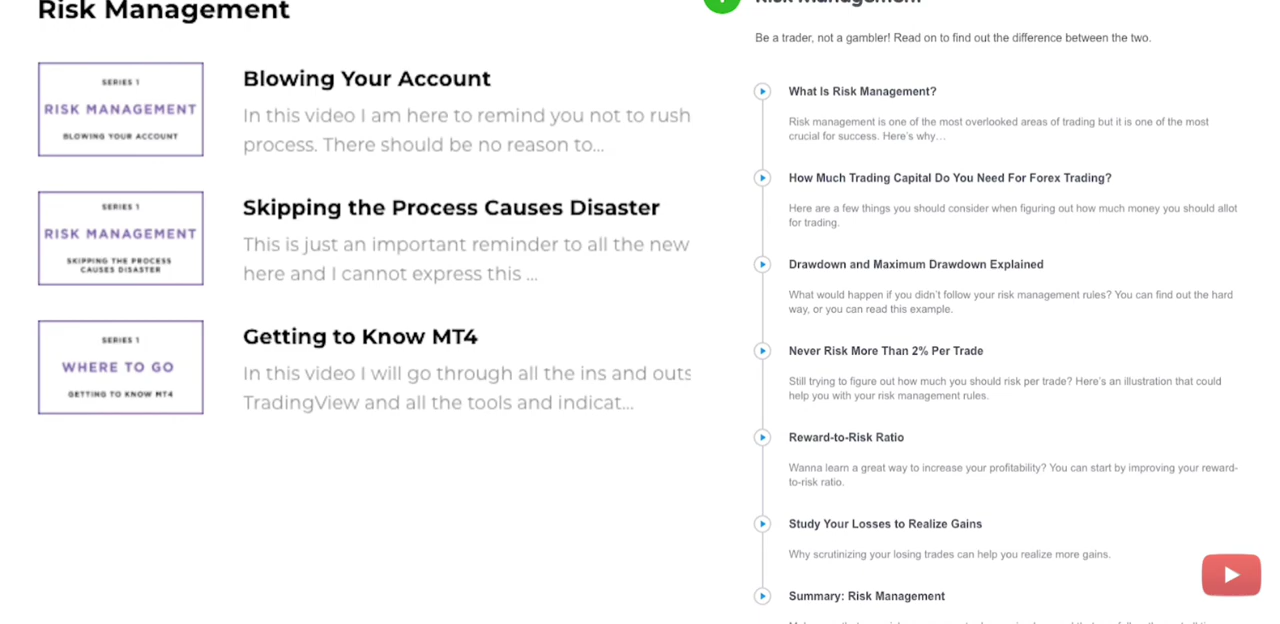 Risk Management
SERIES 1
RISK MANAGEMENT
BLOWING YOUR ACCOUNT
Blowing Your Account
In this video I am here to remind you not to rush
process. There should be no reason to...
SERIES 1
RISK MANAGEMENT
SKIPPING THE PROCESS
CAUSES DISASTER
Skipping the Process Causes Disaster
This is just an important reminder to all the new
here and I cannot express this ...
SERIES 1
WHERE TO GO
GETTING TO KNOW MT4
Getting to Know MT4
In this video I will go through all the ins and outs
TradingView and all the tools and indicat...
Risk Management
Be a trader, not a gambler! Read on to find out the difference between the two.
What Is Risk Management?
Risk management is one of the most overlooked areas of trading but it is one of the most
crucial for success. Here's why...
How Much Trading Capital Do You Need For Forex Trading?
Here are a few things you should consider when figuring out how much money you should allot
for trading.
Drawdown and Maximum Drawdown Explained
What would happen if you didn't follow your risk management rules? You can find out the hard
way, or you can read this example.
Never Risk More Than 2% Per Trade
Still trying to figure out how much you should risk per trade? Here's an illustration that could
help you with your risk management rules.
Reward-to-Risk Ratio
Wanna learn a great way to increase your profitability? You can start by improving your reward-
to-risk ratio.
Study Your Losses to Realize Gains
Why scrutinizing your losing trades can help you realize more gains.
Summary: Risk Management